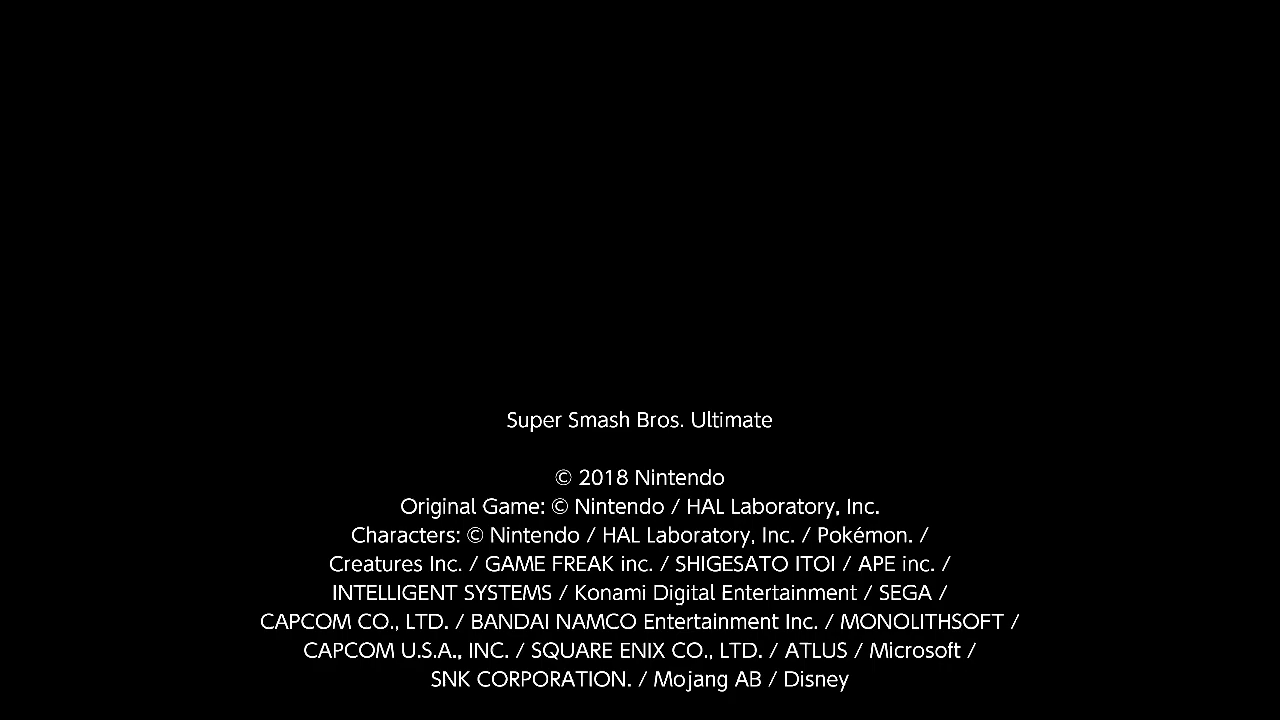 Super Smash Bros. Ultimate
© 2018 Nintendo
Original Game: © Nintendo / HAL Laboratory, Inc.
Characters: © Nintendo / HAL Laboratory, Inc. / Pokémon. /
Creatures Inc. / GAME FREAK inc. / SHIGESATO ITOI / APE inc. /
INTELLIGENT SYSTEMS / Konami Digital Entertainment / SEGA /
CAPCOM CO., LTD. / BANDAI NAMCO Entertainment Inc. / MONOLITHSOFT /
CAPCOM U.S.A., INC. / SQUARE ENIX CO., LTD. / ATLUS / Microsoft /
SNK CORPORATION. / Mojang AB / Disney